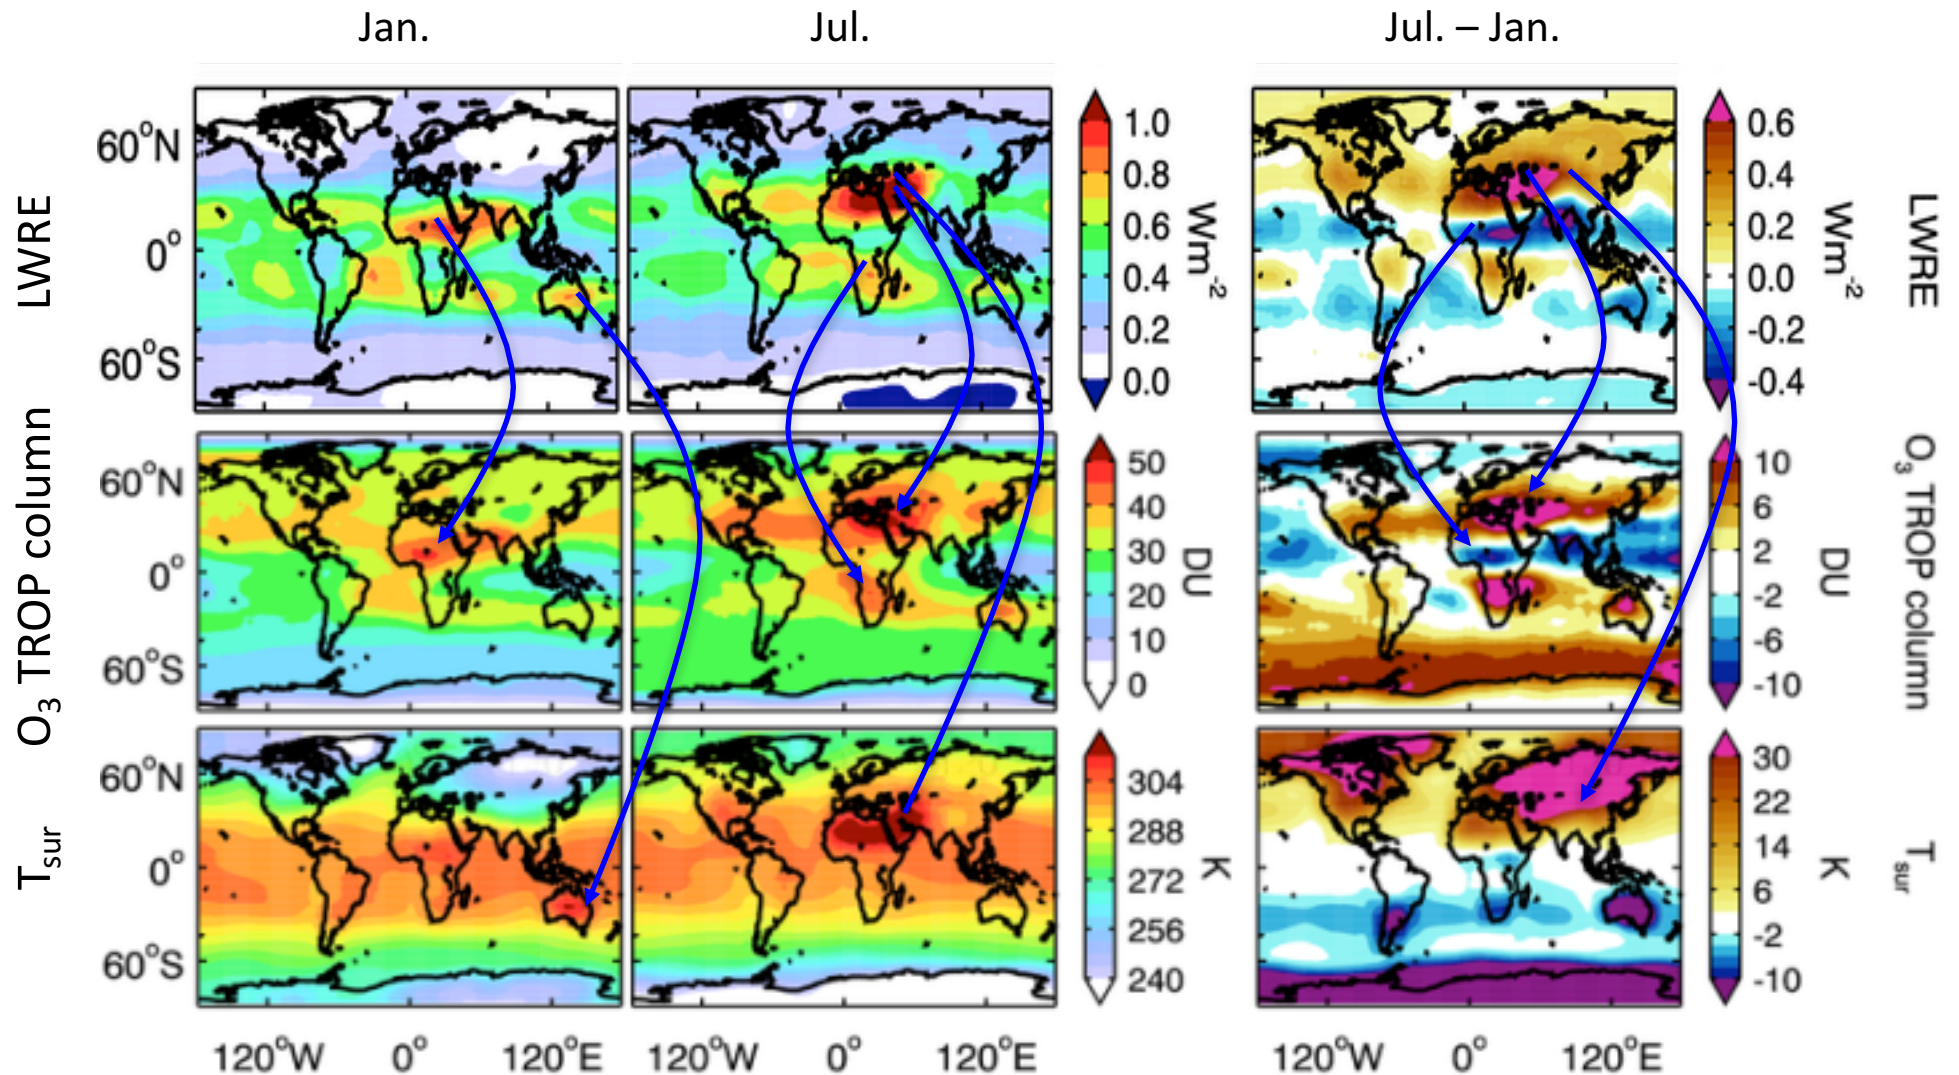 Jan. Jul. Jul. – Jan.
LWRE
60°N
0°
60°S
1.0
0.8
0.6
0.4
0.2
0.0
Wm⁻²
0.6
0.4
0.2
0.0
-0.2
-0.4
Wm⁻²
LWRE
O₃ TROP column
60°N
0°
60°S
50
40
30
20
10
0
DU
10
6
2
-2
-6
-10
DU
O₃ TROP column
Tsur
60°N
0°
60°S
304
288
272
256
240
K
30
22
14
6
-2
-10
K
Tsur
120°W 0° 120°E 120°W 0° 120°E 120°W 0° 120°E